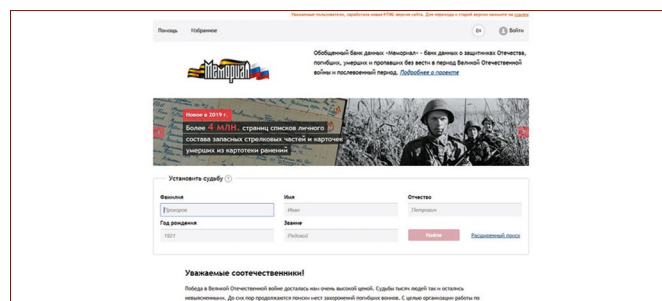 Уважаемые пользователи, заработала новая HTML-версия сайта. Для перехода к старой версии нажмите на ссылку
Помощь Избранное EN Войти
Мемориал
Обобщенный банк данных «Мемориал» - банк данных о защитниках Отечества,
погибших, умерших и пропавших без вести в период Великой Отечественной
войны и послевоенный период. Подробнее о проекте
Новое в 2019 г.
Более 4 млн. страниц списков личного
состава запасных стрелковых частей и карточек
умерших из картотеки ранений
Установить судьбу ?
Фамилия Имя Отчество
Прохоров Иван Петрович
Год рождения Звание
1921 Рядовой Найти Расширенный поиск
Уважаемые соотечественники!
Победа в Великой Отечественной войне досталась нам очень высокой ценой. Судьбы тысяч людей так и остались
невыясненными. До сих пор продолжаются поиски мест захоронений погибших воинов. С целью организации работы по